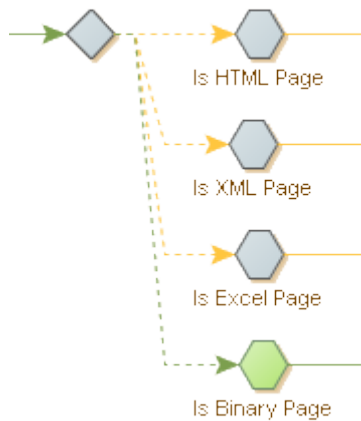 Is HTML Page
Is XML Page
Is Excel Page
Is Binary Page